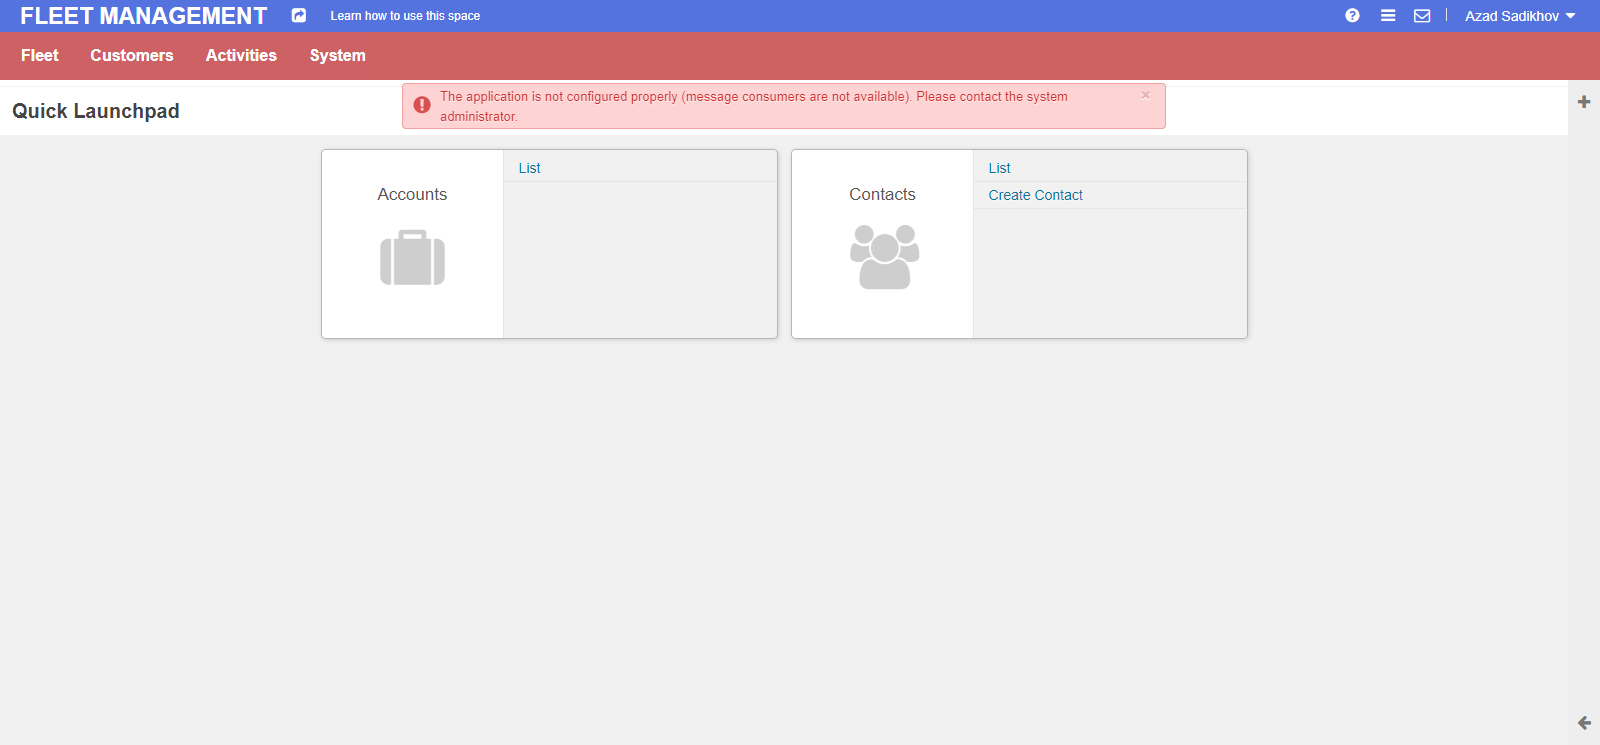 FLEET MANAGEMENT
Learn how to use this space
Azad Sadikhov
Fleet
Customers
Activities
System
The application is not configured properly (message consumers are not available). Please contact the system
administrator.
Quick Launchpad
Accounts
List
Contacts
List
Create Contact